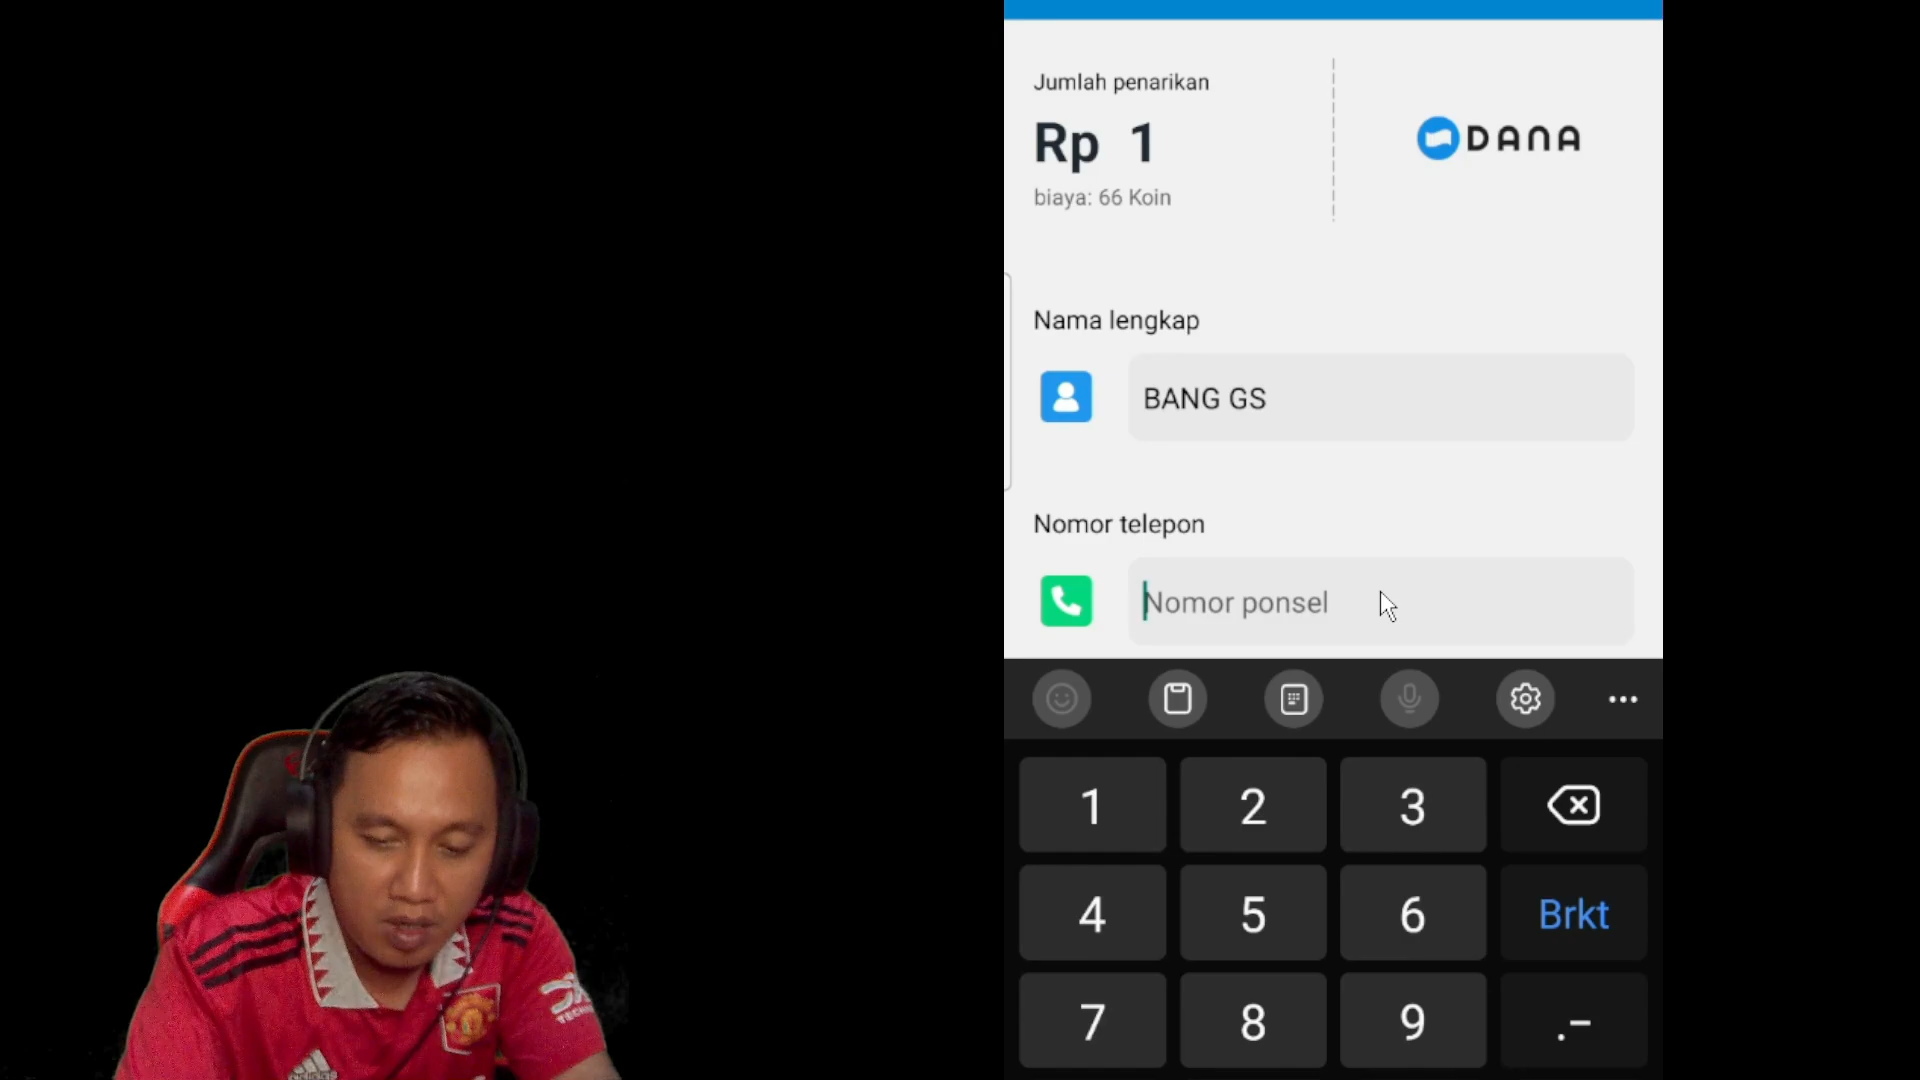 Jumlah penarikan
Rp 1
biaya: 66 Koin
DANA
Nama lengkap
BANG GS
Nomor telepon
Nomor ponsel
1 2 3
4 5 6 Brkt
7 8 9 .-